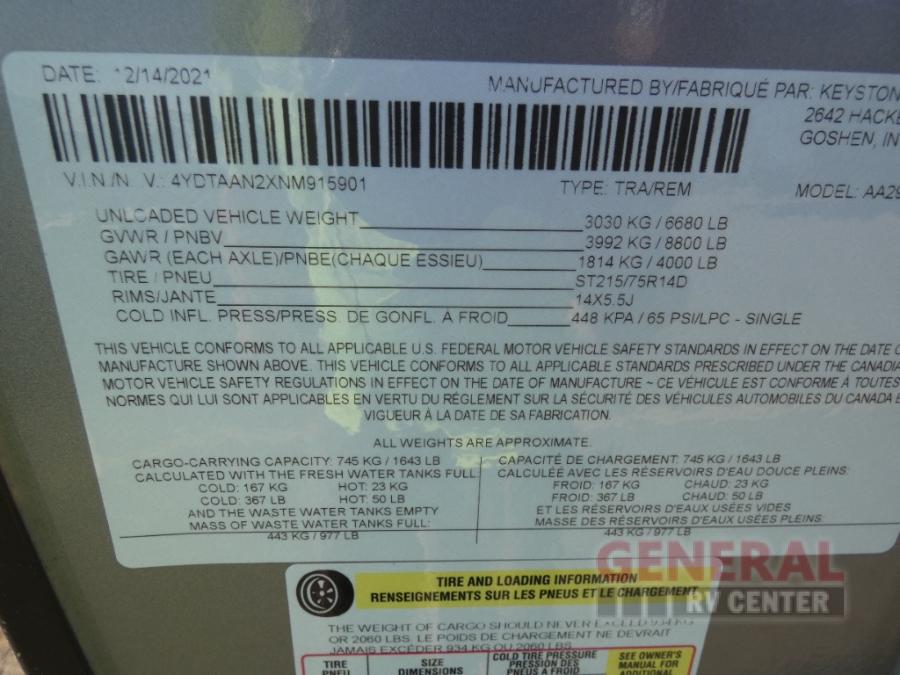 DATE: 12/14/2021
MANUFACTURED BY/FABRIQUÉ PAR: KEYSTON
2642 HACKE
GOSHEN, IN
V.I.N./N V.: 4YDTAAN2XNM915901 TYPE: TRA/REM MODEL: AA29
UNLOADED VEHICLE WEIGHT 3030 KG / 6680 LB
GVWR / PNBV 3992 KG / 8800 LB
GAWR (EACH AXLE)/PNBE(CHAQUE ESSIEU) 1814 KG / 4000 LB
TIRE / PNEU ST215/75R14D
RIMS/JANTE 14X5.5J
COLD INFL. PRESS/PRESS. DE GONFL. À FROID 448 KPA / 65 PSI/LPC - SINGLE
THIS VEHICLE CONFORMS TO ALL APPLICABLE U.S. FEDERAL MOTOR VEHICLE SAFETY STANDARDS IN EFFECT ON THE DATE O
MANUFACTURE SHOWN ABOVE. THIS VEHICLE CONFORMS TO ALL APPLICABLE STANDARDS PRESCRIBED UNDER THE CANADIA
MOTOR VEHICLE SAFETY REGULATIONS IN EFFECT ON THE DATE OF MANUFACTURE ~ CE VÉHICULE EST CONFORME À TOUTES
NORMES QUI LUI SONT APPLICABLES EN VERTU DU RÈGLEMENT SUR LA SÉCURITÉ DES VÉHICULES AUTOMOBILES DU CANADA E
VIGUEUR À LA DATE DE SA FABRICATION.
ALL WEIGHTS ARE APPROXIMATE.
CARGO-CARRYING CAPACITY: 745 KG / 1643 LB
CALCULATED WITH THE FRESH WATER TANKS FULL:
COLD: 167 KG HOT: 23 KG
COLD: 367 LB HOT: 50 LB
AND THE WASTE WATER TANKS EMPTY
MASS OF WASTE WATER TANKS FULL:
443 KG / 977 LB
CAPACITÉ DE CHARGEMENT: 745 KG / 1643 LB
CALCULÉE AVEC LES RÉSERVOIRS D'EAU DOUCE PLEINS:
FROID: 167 KG CHAUD: 23 KG
FROID: 367 LB CHAUD: 50 LB
ET LES RÉSERVOIRS D'EAUX USÉES VIDES
MASSE DES RÉSERVOIRS D'EAUX USÉES PLEINS:
443 KG / 977 LB
GENERAL
RV CENTER
TIRE AND LOADING INFORMATION
RENSEIGNEMENTS SUR LES PNEUS ET LE CHARGEMENT
THE WEIGHT OF CARGO SHOULD NEVER EXCEED 934 KG
OR 2060 LBS. LE POIDS DE CHARGEMENT NE DEVRAIT
JAMAIS EXCÉDER 934 KG OU 2060 LBS.
TIRE SIZE COLD TIRE PRESSURE SEE OWNER'S
PNEU DIMENSIONS PRESSION DES MANUAL FOR
PNEUS A FROID ADDITIONAL